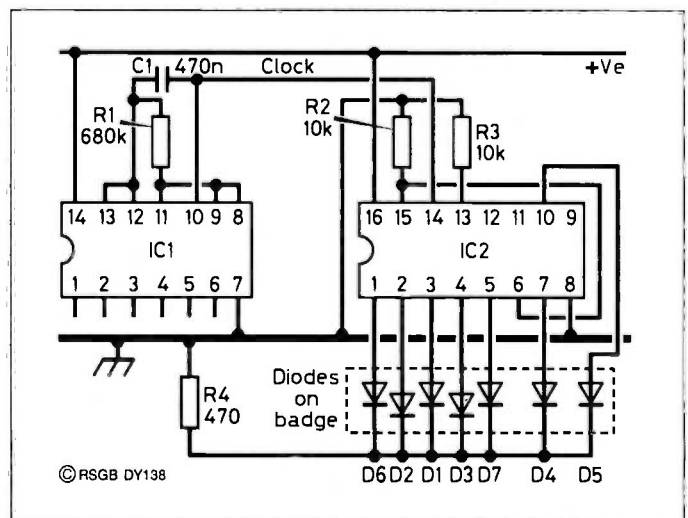 C1 470n Clock +Ve
R1
680k
R2
10k
R3
10k
14 13 12 11 10 9 8
IC1
1 2 3 4 5 6 7
16 15 14 13 12 11 10 9
IC2
1 2 3 4 5 6 7 8
R4
470
Diodes
on
badge
© RSGB DY138
D6 D2 D1 D3 D7 D4 D5